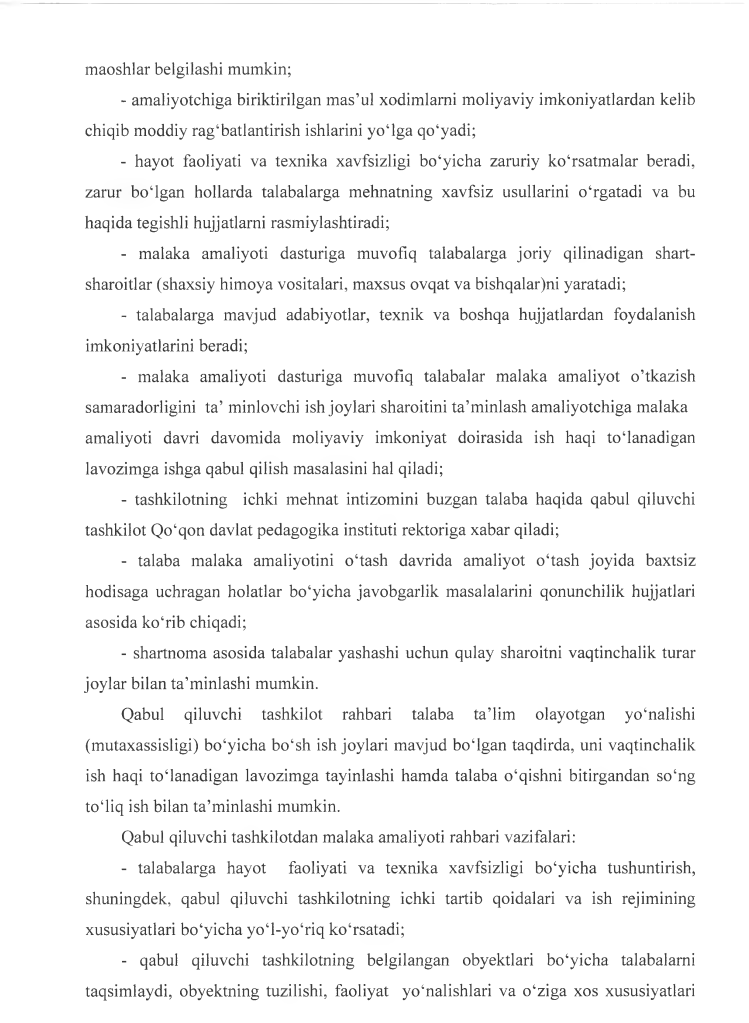 maoshlar belgilashi mumkin;
- amaliyotchiga biriktirilgan mas’ul xodimlarni moliyaviy imkoniyatlardan kelib
chiqib moddiy rag‘batlantirish ishlarini yo‘lga qo‘yadi;
- hayot faoliyati va texnika xavfsizligi bo‘yicha zaruriy ko‘rsatmalar beradi,
zarur bo‘lgan hollarda talabalarga mehnatning xavfsiz usullarini o‘rgatadi va bu
haqida tegishli hujjatlarni rasmiylashtiradi;
- malaka amaliyoti dasturiga muvofiq talabalarga joriy qilinadigan shart-
sharoitlar (shaxsiy himoya vositalari, maxsus ovqat va bishqalar)ni yaratadi;
- talabalarga mavjud adabiyotlar, texnik va boshqa hujjatlardan foydalanish
imkoniyatlarini beradi;
- malaka amaliyoti dasturiga muvofiq talabalar malaka amaliyot o’tkazish
samaradorligini ta’ minlovchi ish joylari sharoitini ta’minlash amaliyotchiga malaka
amaliyoti davri davomida moliyaviy imkoniyat doirasida ish haqi to‘lanadigan
lavozimga ishga qabul qilish masalasini hal qiladi;
- tashkilotning ichki mehnat intizomini buzgan talaba haqida qabul qiluvchi
tashkilot Qo‘qon davlat pedagogika instituti rektoriga xabar qiladi;
- talaba malaka amaliyotini o‘tash davrida amaliyot o‘tash joyida baxtsiz
hodisaga uchragan holatlar bo‘yicha javobgarlik masalalarini qonunchilik hujjatlari
asosida ko‘rib chiqadi;
- shartnoma asosida talabalar yashashi uchun qulay sharoitni vaqtinchalik turar
joylar bilan ta’minlashi mumkin.
Qabul qiluvchi tashkilot rahbari talaba ta’lim olayotgan yo‘nalishi
(mutaxassisligi) bo‘yicha bo‘sh ish joylari mavjud bo‘lgan taqdirda, uni vaqtinchalik
ish haqi to‘lanadigan lavozimga tayinlashi hamda talaba o‘qishni bitirgandan so‘ng
to‘liq ish bilan ta’minlashi mumkin.
Qabul qiluvchi tashkilotdan malaka amaliyoti rahbari vazifalari:
- talabalarga hayot faoliyati va texnika xavfsizligi bo‘yicha tushuntirish,
shuningdek, qabul qiluvchi tashkilotning ichki tartib qoidalari va ish rejimining
xususiyatlari bo‘yicha yo‘l-yo‘riq ko‘rsatadi;
- qabul qiluvchi tashkilotning belgilangan obyektlari bo‘yicha talabalarni
taqsimlaydi, obyektning tuzilishi, faoliyat yo‘nalishlari va o‘ziga xos xususiyatlari